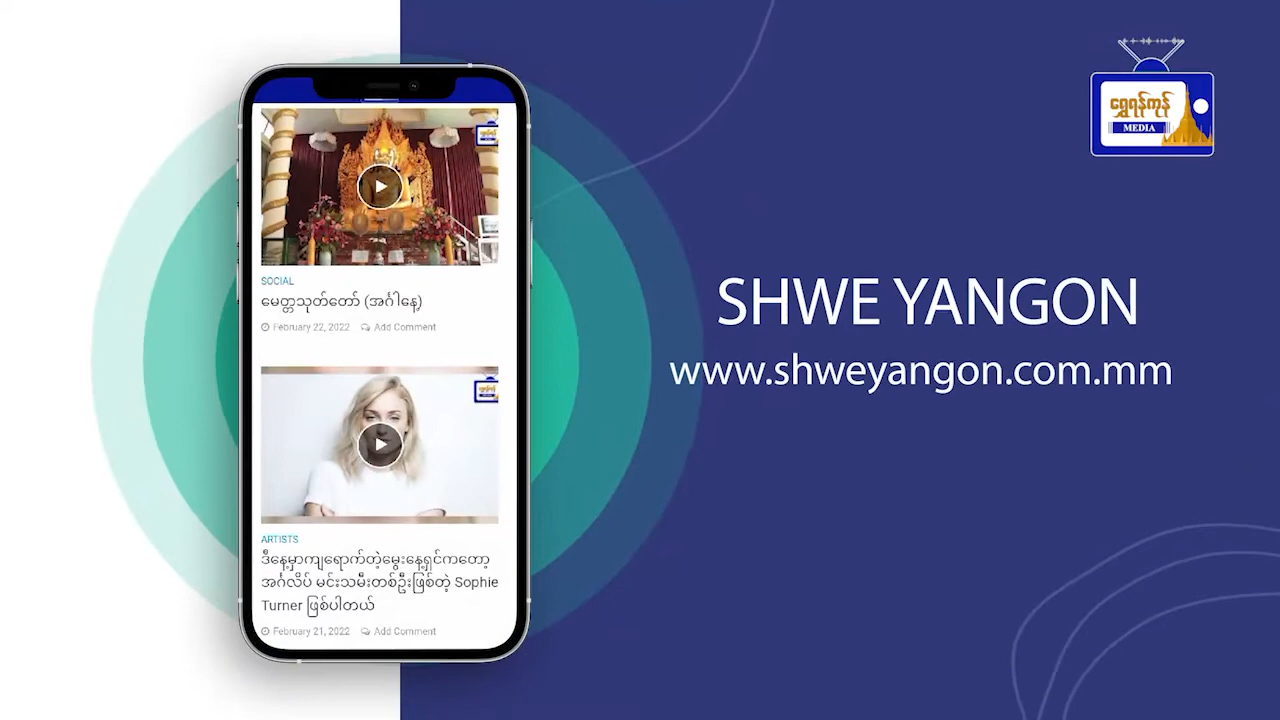 SOCIAL
မေတ္တသုတ်တော် (အင်္ဂါနေ့)
February 22, 2022 Add Comment
ARTISTS
ဒီနေ့မှာကျရောက်တဲ့မွေးနေ့ရှင်ကတော့
အင်္ဂလိပ် မင်းသမီးတစ်ဦးဖြစ်တဲ့ Sophie
Turner ဖြစ်ပါတယ်
February 21, 2022 Add Comment
ရွှေရန်ကုန်
MEDIA
SHWE YANGON
www.shweyangon.com.mm